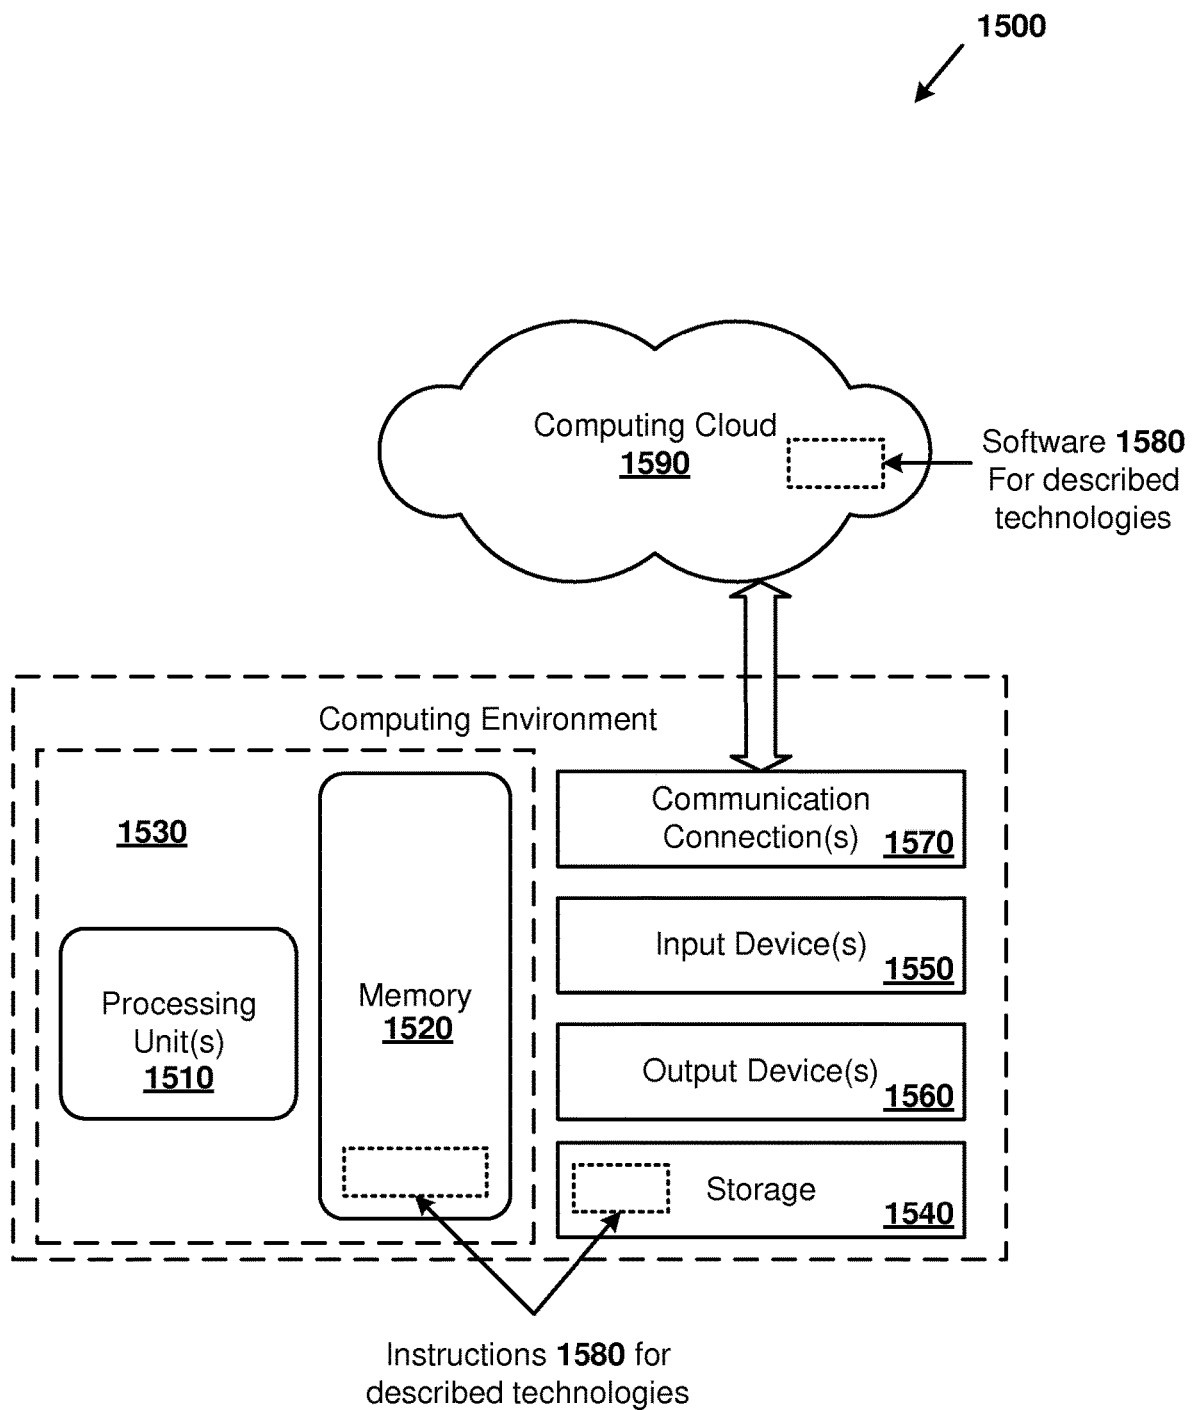 1500
Computing Cloud
1590
Software 1580
For described
technologies
Computing Environment
1530
Processing
Unit(s)
1510
Memory
1520
Communication
Connection(s)
1570
Input Device(s)
1550
Output Device(s)
1560
Storage
1540
Instructions 1580 for
described technologies